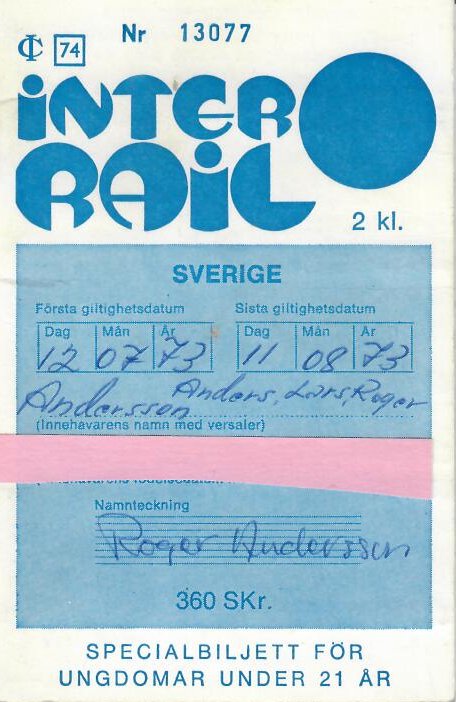 74 Nr 13077
INTER
RAIL
2 kl.
SVERIGE
Första giltighetsdatum Sista giltighetsdatum
Dag Mån År Dag Mån År
12 07 73 11 08 73
Andersson Anders, Lars, Roger
(Innehavarens namn med versaler)
Namnteckning
Roger Andersson
360 SKr.
SPECIALBILJETT FÖR
UNGDOMAR UNDER 21 ÅR